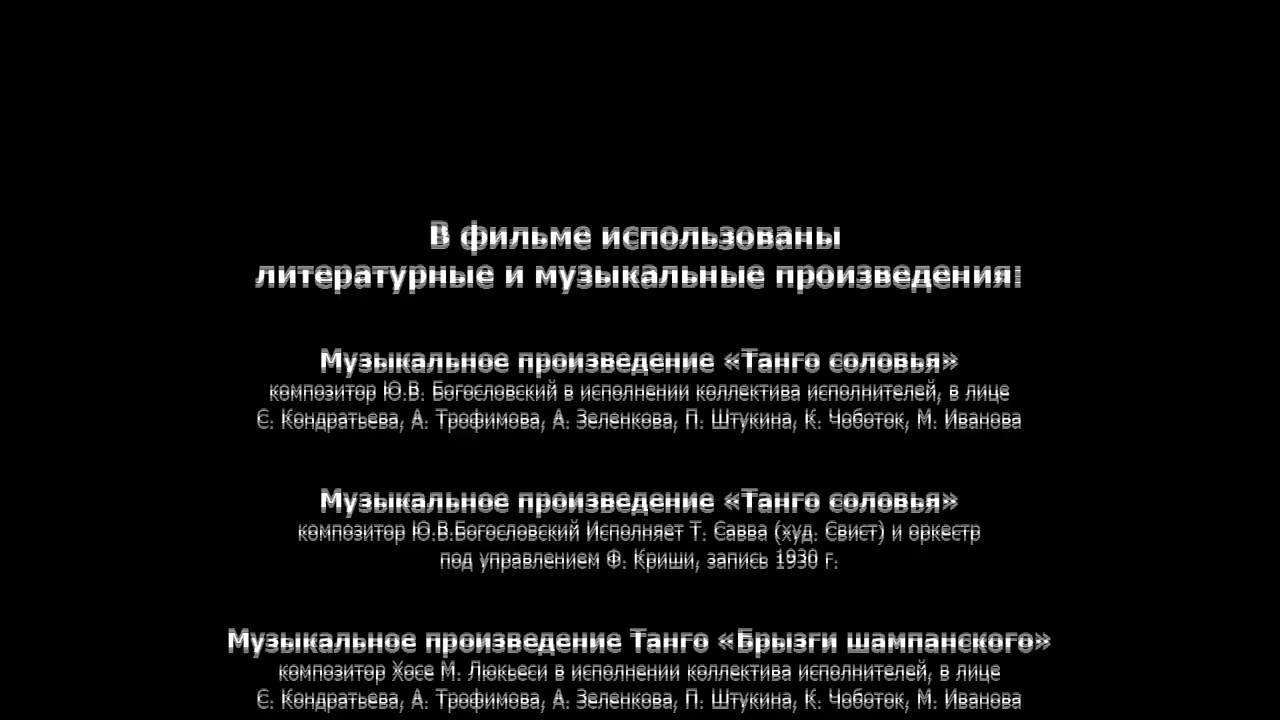 В фильме использованы
литературные и музыкальные произведения:
Музыкальное произведение «Танго соловья»
композитор Ю.В. Богословский в исполнении коллектива исполнителей, в лице
С. Кондратьева, А. Трофимова, А. Зеленкова, П. Штукина, К. Чоботок, М. Иванова
Музыкальное произведение «Танго соловья»
композитор Ю.В.Богословский Исполняет Т. Савва (худ. Свист) и оркестр
под управлением Ф. Криши, запись 1930 г.
Музыкальное произведение Танго «Брызги шампанского»
композитор Хосе М. Люкьеси в исполнении коллектива исполнителей, в лице
С. Кондратьева, А. Трофимова, А. Зеленкова, П. Штукина, К. Чоботок, М. Иванова